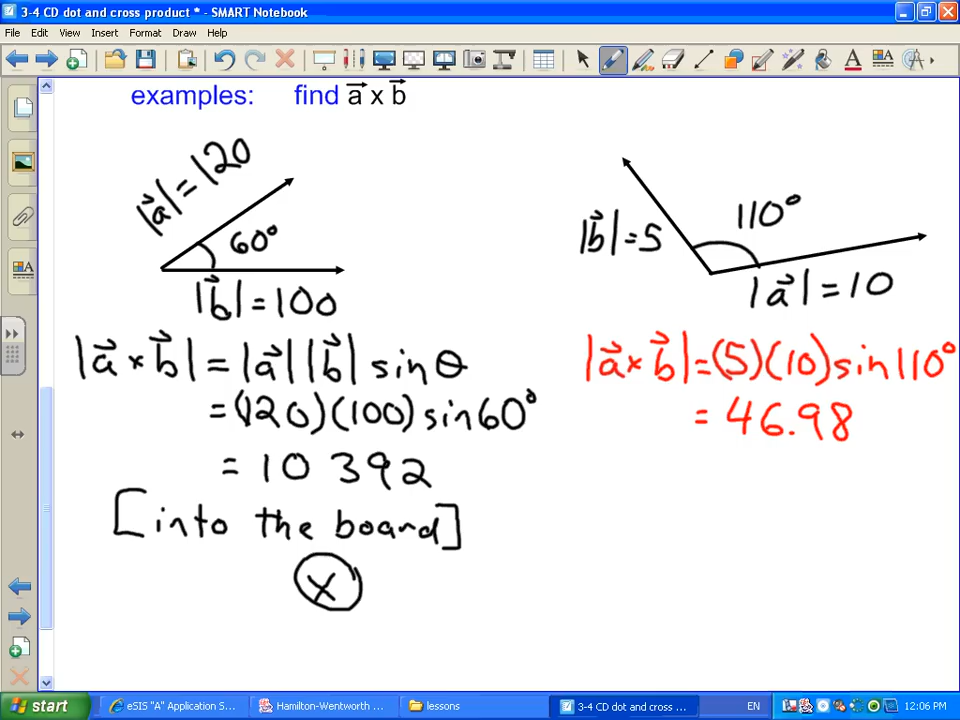 3-4 CD dot and cross product * - SMART Notebook
File Edit View Insert Format Draw Help
examples: find a⃗ x b⃗
|a⃗| = 120
60°
|b⃗| = 100
|a⃗ × b⃗| = |a⃗| |b⃗| sin θ
= (120)(100) sin 60°
= 10 392
[into the board]
x
110°
|b⃗| = 5
|a⃗| = 10
|a⃗ × b⃗| = (5)(10) sin 110°
= 46.98
start
eSIS "A" Application S...
Hamilton-Wentworth ...
lessons
3-4 CD dot and cross ...
EN
12:06 PM